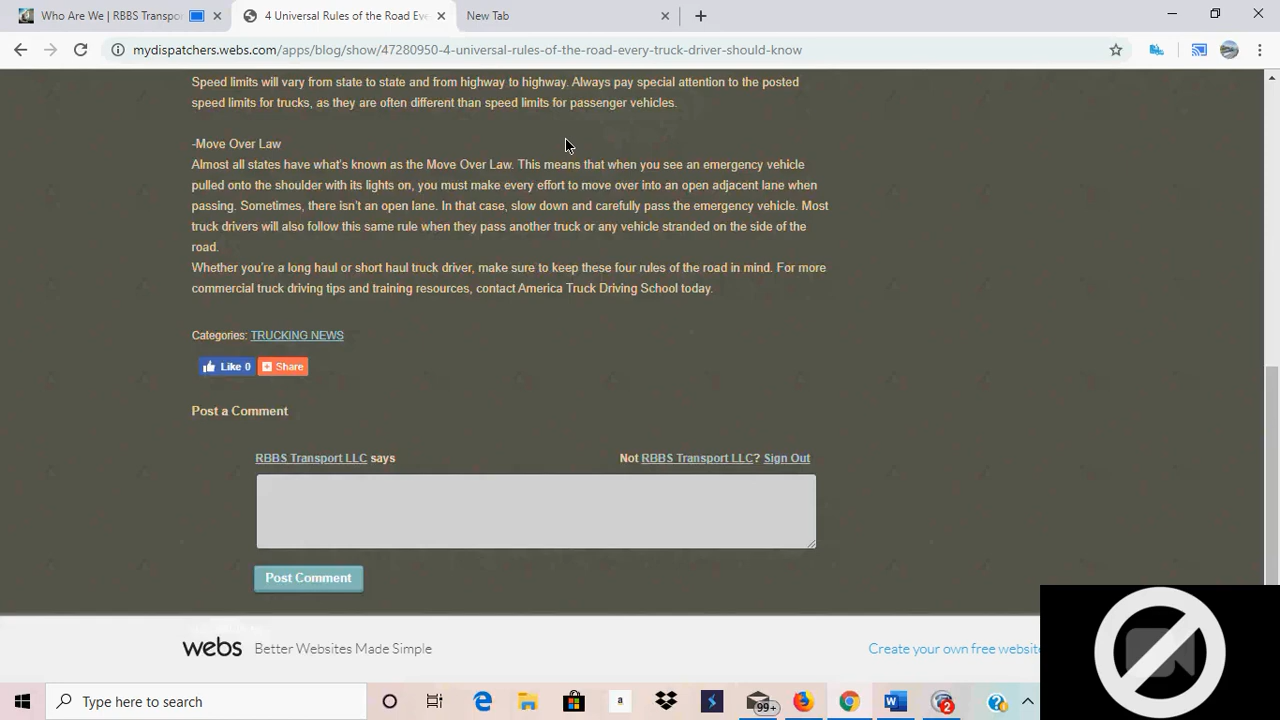 Who Are We | RBBS Transpo
4 Universal Rules of the Road Eve
New Tab
mydispatchers.webs.com/apps/blog/show/47280950-4-universal-rules-of-the-road-every-truck-driver-should-know
Speed limits will vary from state to state and from highway to highway. Always pay special attention to the posted
speed limits for trucks, as they are often different than speed limits for passenger vehicles.
-Move Over Law
Almost all states have what's known as the Move Over Law. This means that when you see an emergency vehicle
pulled onto the shoulder with its lights on, you must make every effort to move over into an open adjacent lane when
passing. Sometimes, there isn't an open lane. In that case, slow down and carefully pass the emergency vehicle. Most
truck drivers will also follow this same rule when they pass another truck or any vehicle stranded on the side of the
road.
Whether you're a long haul or short haul truck driver, make sure to keep these four rules of the road in mind. For more
commercial truck driving tips and training resources, contact America Truck Driving School today.
Categories: TRUCKING NEWS
Like 0 Share
Post a Comment
RBBS Transport LLC says Not RBBS Transport LLC? Sign Out
Post Comment
webs Better Websites Made Simple Create your own free website
Type here to search
a
99+
2